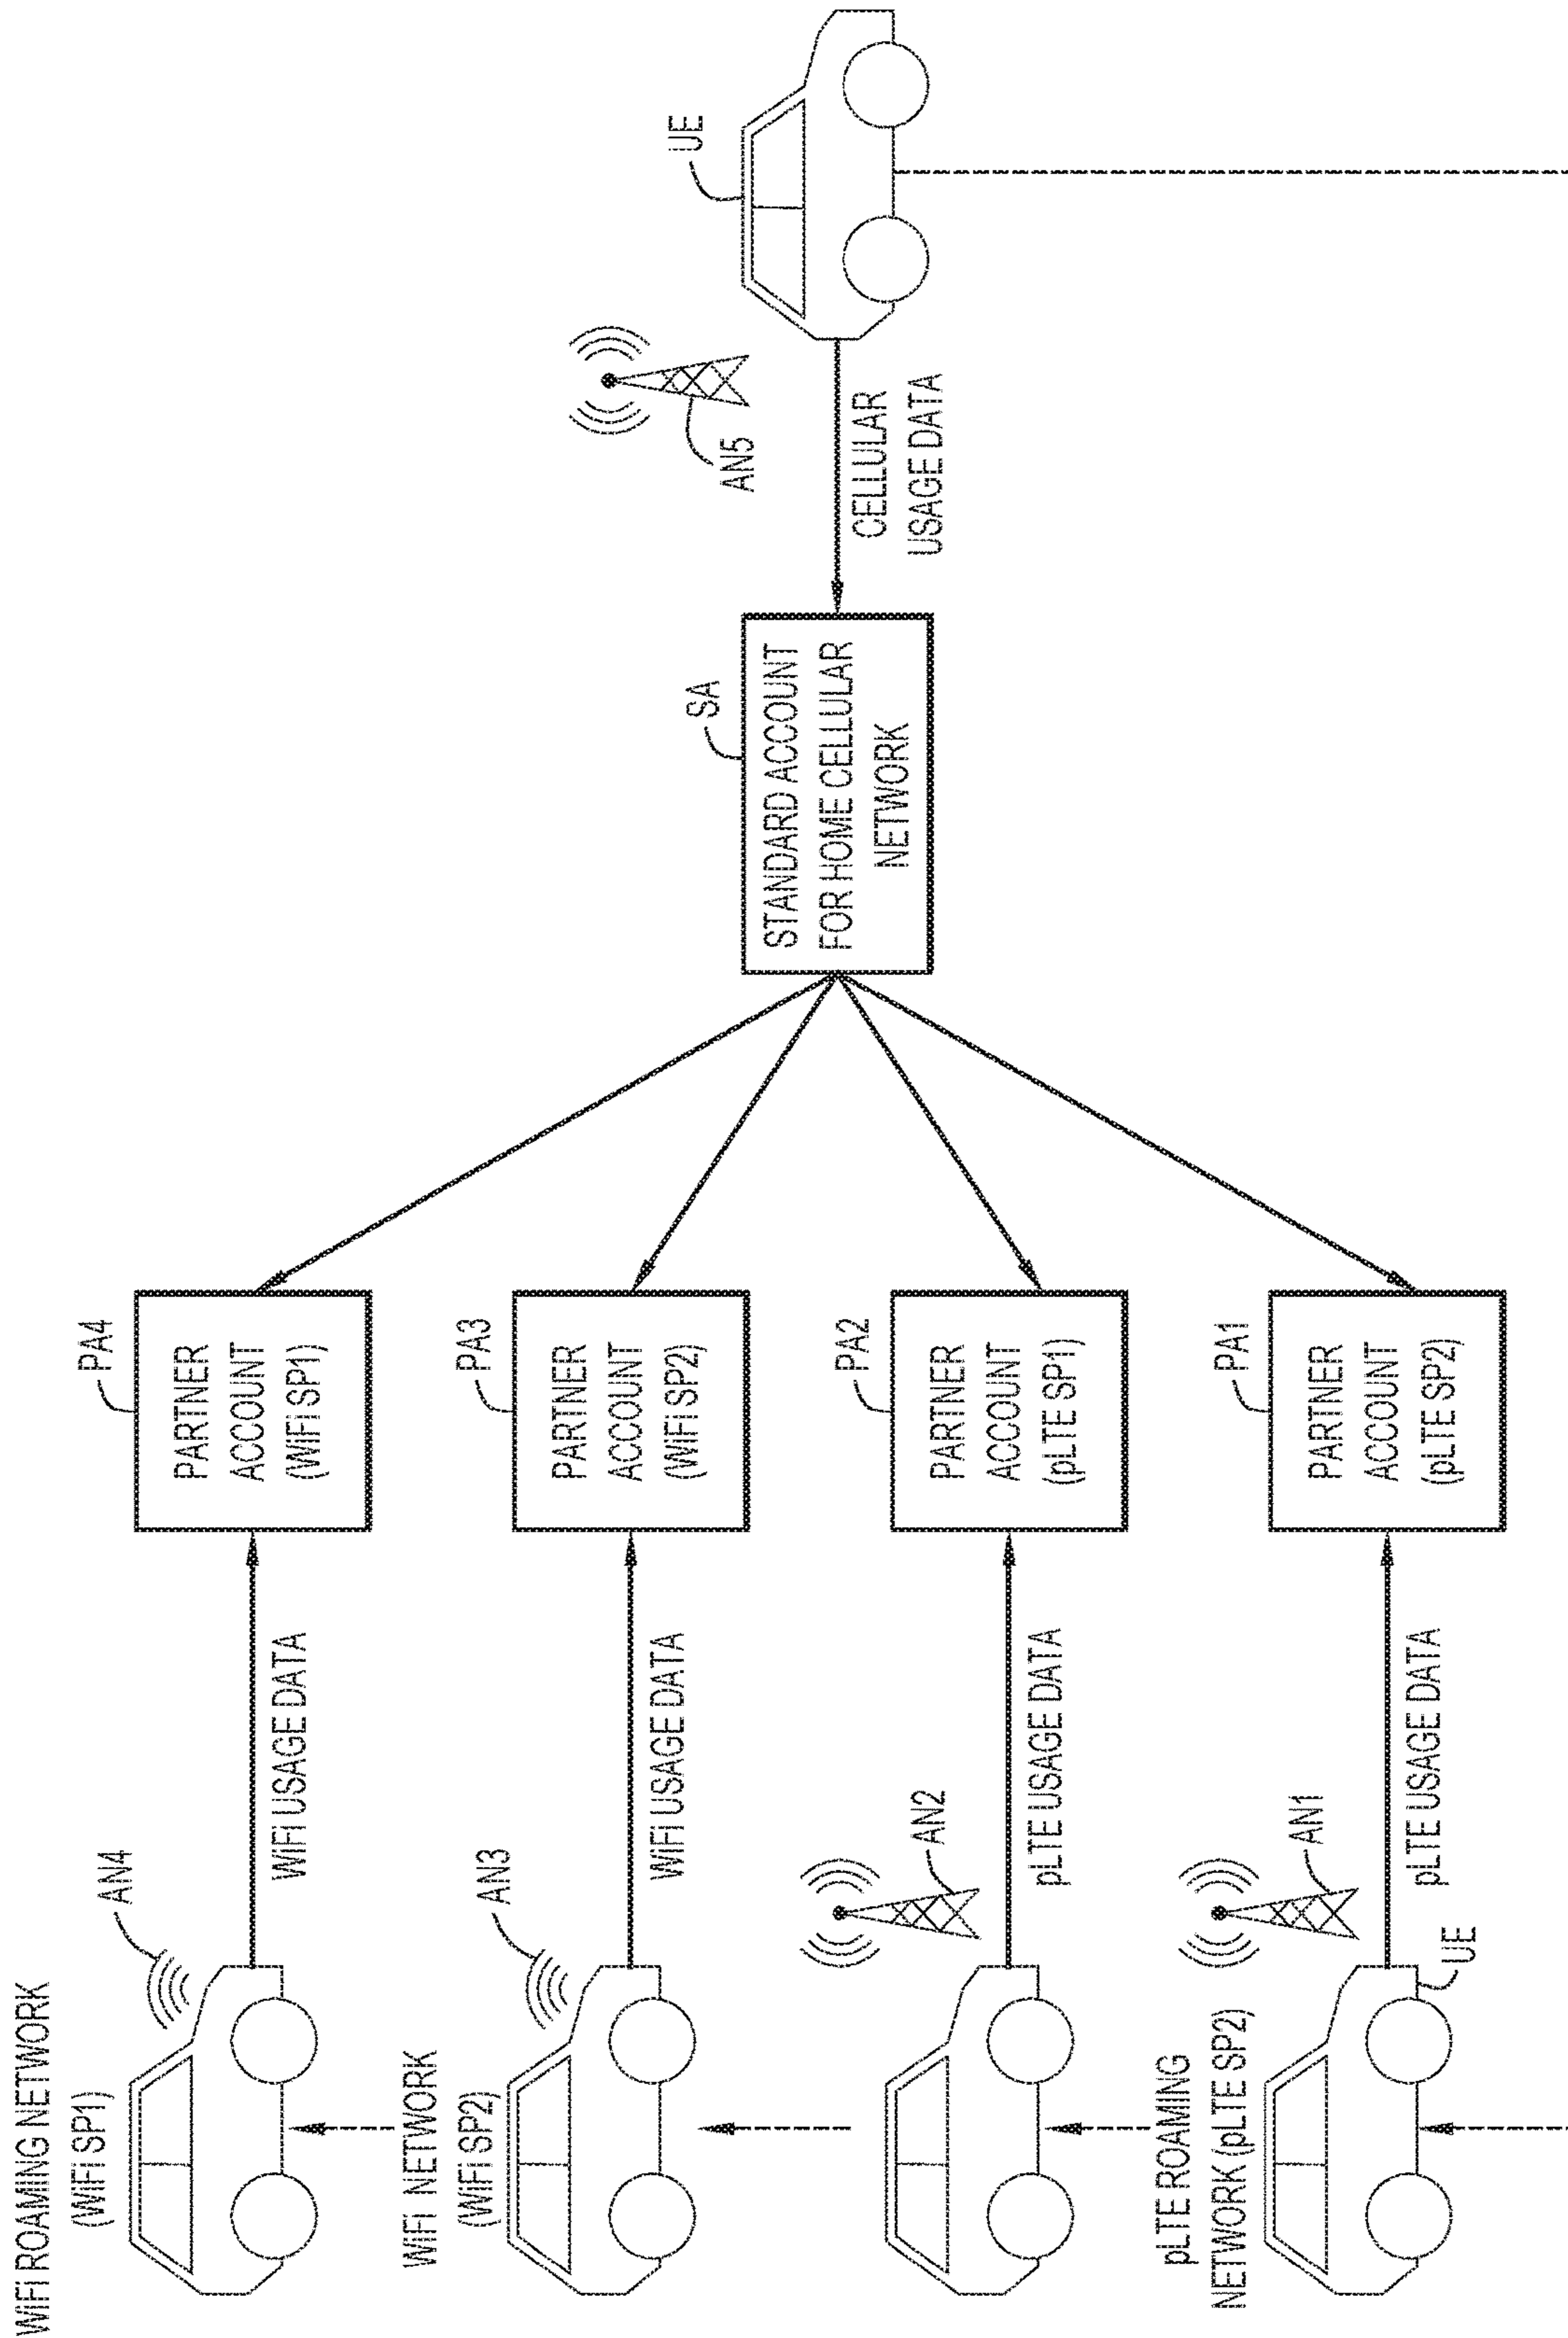 WiFi ROAMING NETWORK
(WiFi SP1)
AN4
WiFi USAGE DATA
PA4
PARTNER
ACCOUNT
(WiFi SP1)
WiFi NETWORK
(WiFi SP2)
AN3
WiFi USAGE DATA
PA3
PARTNER
ACCOUNT
(WiFi SP2)
AN2
pLTE USAGE DATA
PA2
PARTNER
ACCOUNT
(pLTE SP1)
pLTE ROAMING
NETWORK (pLTE SP2)
UE
AN1
pLTE USAGE DATA
PA1
PARTNER
ACCOUNT
(pLTE SP2)
SA
STANDARD ACCOUNT
FOR HOME CELLULAR
NETWORK
AN5
CELLULAR
USAGE DATA
UE